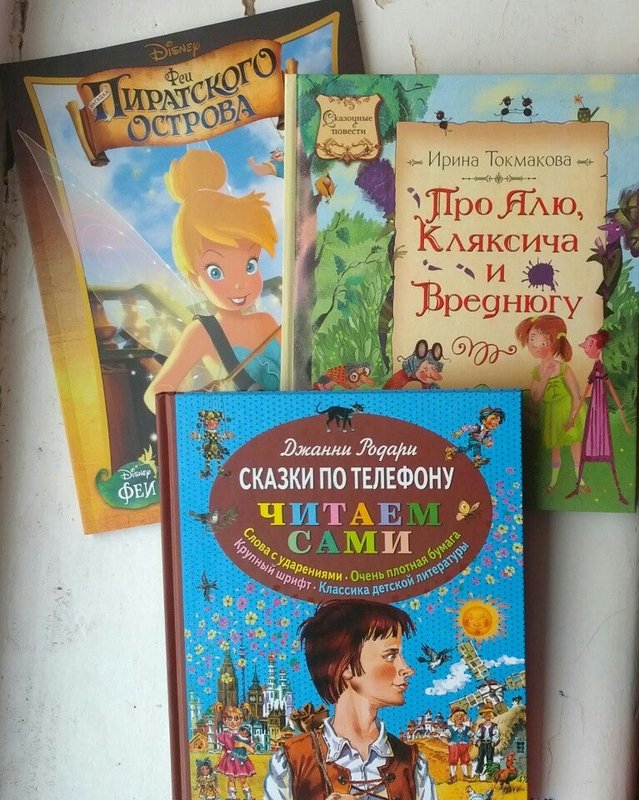 Disney
Феи
Пиратского
острова
Disney
Феи
Сказочные
повести
Ирина Токмакова
Про Алю,
Кляксича
и
Вреднюгу
Джанни Родари
СКАЗКИ ПО ТЕЛЕФОНУ
ЧИТАЕМ
САМИ
Слова с ударениями · Очень плотная бумага
Крупный шрифт · Классика детской литературы